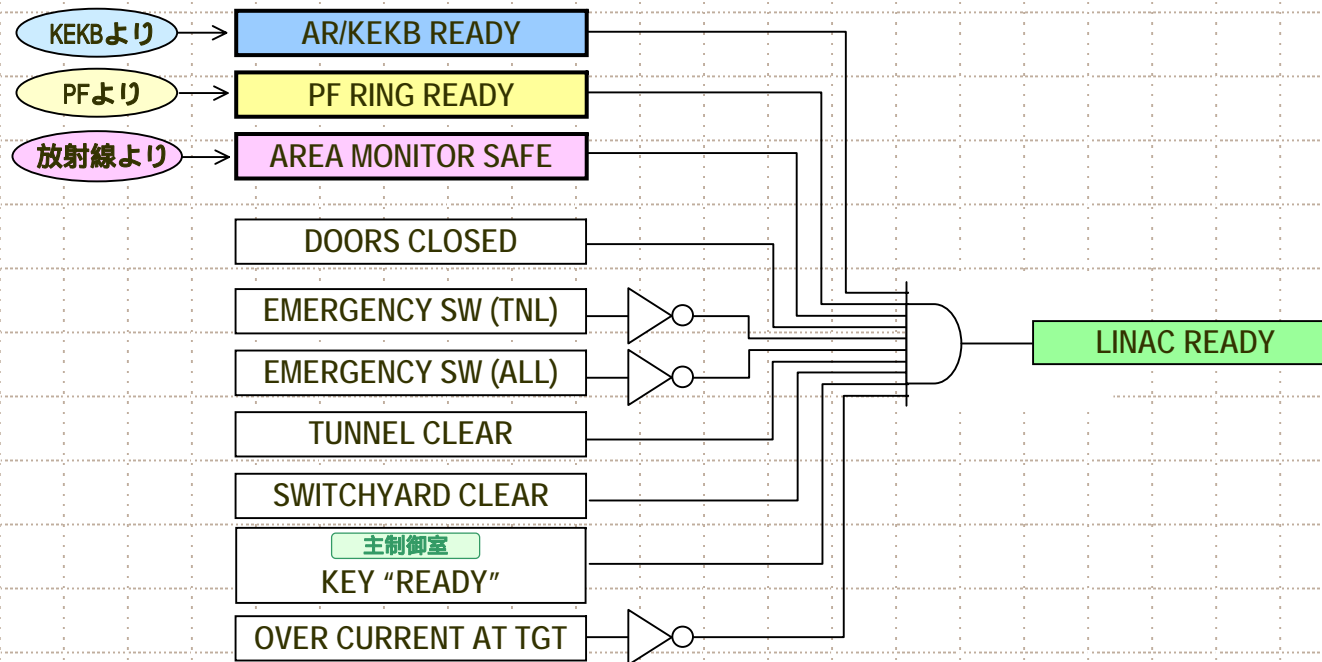 KEKBより
AR/KEKB READY
PFより
PF RING READY
放射線より
AREA MONITOR SAFE
DOORS CLOSED
EMERGENCY SW (TNL)
EMERGENCY SW (ALL)
LINAC READY
TUNNEL CLEAR
SWITCHYARD CLEAR
主制御室
KEY “READY”
OVER CURRENT AT TGT